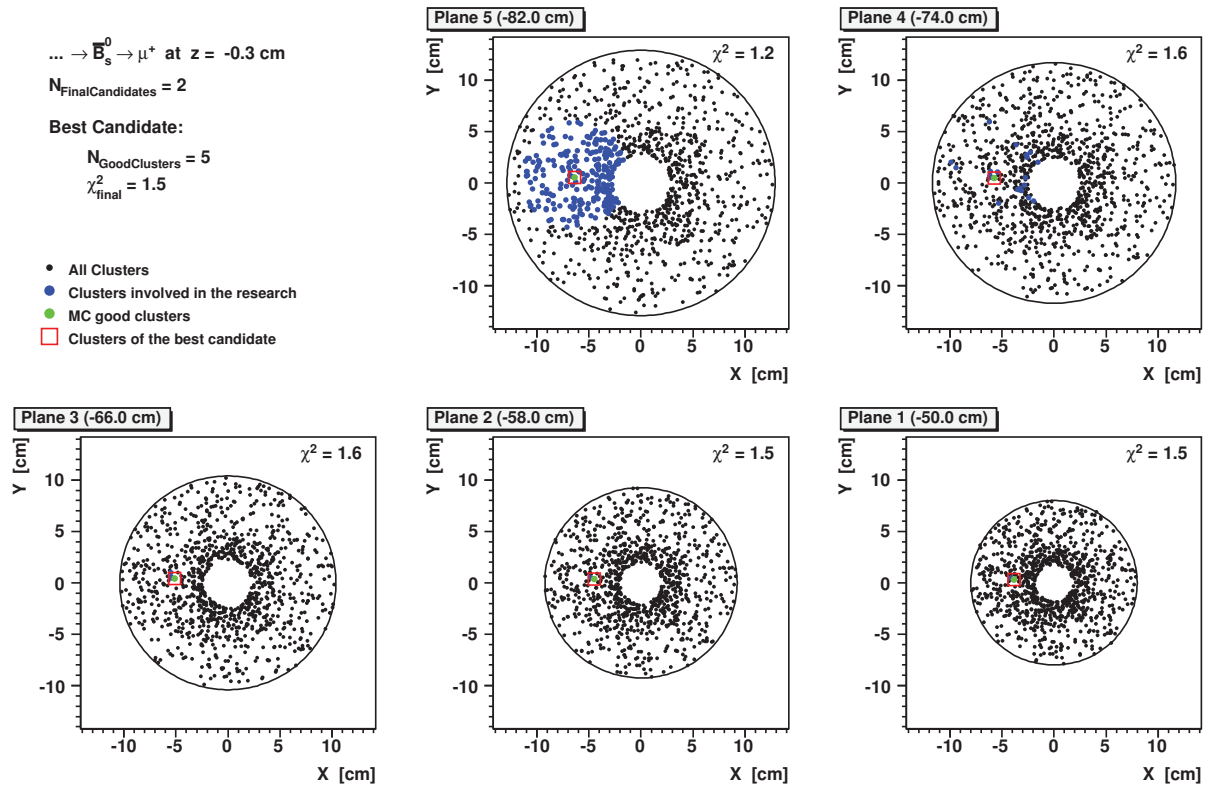 ... → B̅⁰ₛ → μ⁺ at z = -0.3 cm
N_FinalCandidates = 2
Best Candidate:
N_GoodClusters = 5
χ²_final = 1.5
All Clusters
Clusters involved in the research
MC good clusters
Clusters of the best candidate
Plane 5 (-82.0 cm)
χ² = 1.2
Y [cm]
10
5
0
-5
-10
-10 -5 0 5 10
X [cm]
Plane 4 (-74.0 cm)
χ² = 1.6
Y [cm]
10
5
0
-5
-10
-10 -5 0 5 10
X [cm]
Plane 3 (-66.0 cm)
χ² = 1.6
Y [cm]
10
5
0
-5
-10
-10 -5 0 5 10
X [cm]
Plane 2 (-58.0 cm)
χ² = 1.5
Y [cm]
10
5
0
-5
-10
-10 -5 0 5 10
X [cm]
Plane 1 (-50.0 cm)
χ² = 1.5
Y [cm]
10
5
0
-5
-10
-10 -5 0 5 10
X [cm]